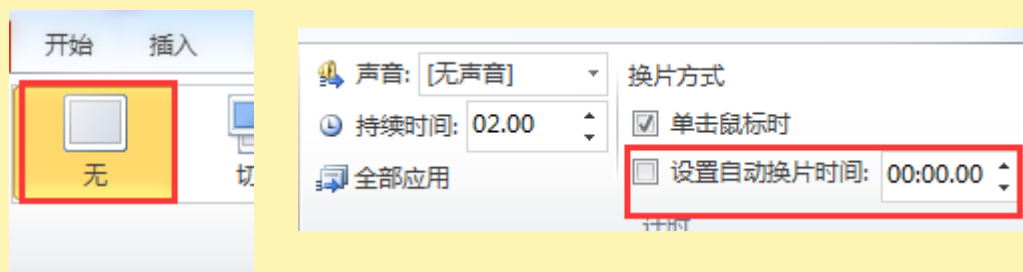 开始 插入
无
声音: [无声音]
换片方式
持续时间: 02.00
单击鼠标时
全部应用
设置自动换片时间: 00:00.00